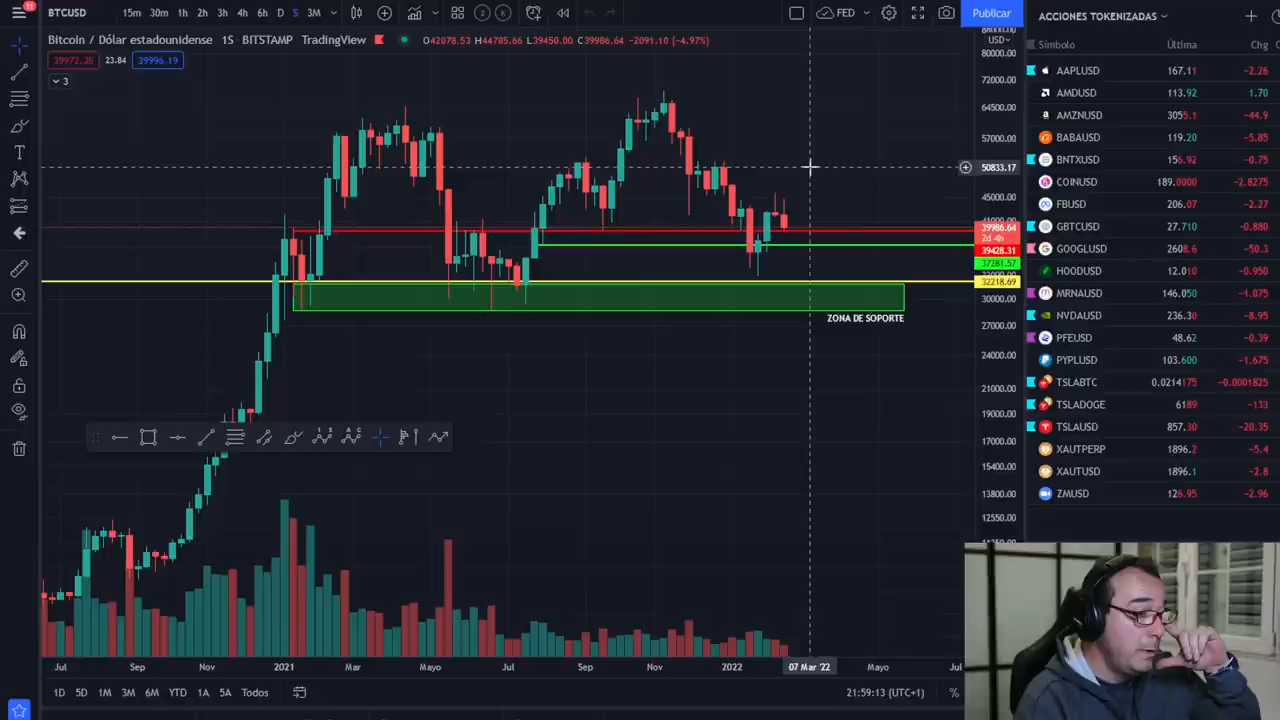 11
BTCUSD 15m 30m 1h 2h 3h 4h 6h D S 3M 2 K FED Publicar
Bitcoin / Dólar estadounidense 1S BITSTAMP TradingView O42078.53 H44785.66 L39450.00 C39986.64 −2091.10 (−4.97%)
39972.28 23.84 39996.19
3
USD
80000.00
72000.00
64500.00
57000.00
50833.17
45000.00
39986.64
2d 4h
39428.31
37281.57
32218.69
30000.00
27000.00
24000.00
21000.00
19000.00
17000.00
15400.00
13800.00
12550.00
ZONA DE SOPORTE
Jul Sep Nov 2021 Mar Mayo Jul Sep Nov 2022 07 Mar '22 Mayo Jul
1D 5D 1M 3M 6M YTD 1A 5A Todos 21:59:13 (UTC+1) %
ACCIONES TOKENIZADAS
Símbolo Última Chg
AAPLUSD 167.11 −2.26
AMDUSD 113.92 1.70
AMZNUSD 3055.1 −44.9
BABAUSD 119.20 −5.85
BNTXUSD 156.92 −0.75
COINUSD 189.0000 −2.8275
FBUSD 206.07 −2.27
GBTCUSD 27.710 −0.880
GOOGLUSD 2608.6 −50.3
HOODUSD 12.010 −0.950
MRNAUSD 146.050 −1.075
NVDAUSD 236.30 −8.95
PFEUSD 48.62 −0.39
PYPLUSD 103.600 −1.675
TSLABTC 0.0214175 −0.0001825
TSLADOGE 6189 −133
TSLAUSD 857.30 −20.35
XAUTPERP 1896.2 −5.4
XAUTUSD 1896.1 −2.8
ZMUSD 126.95 −2.96